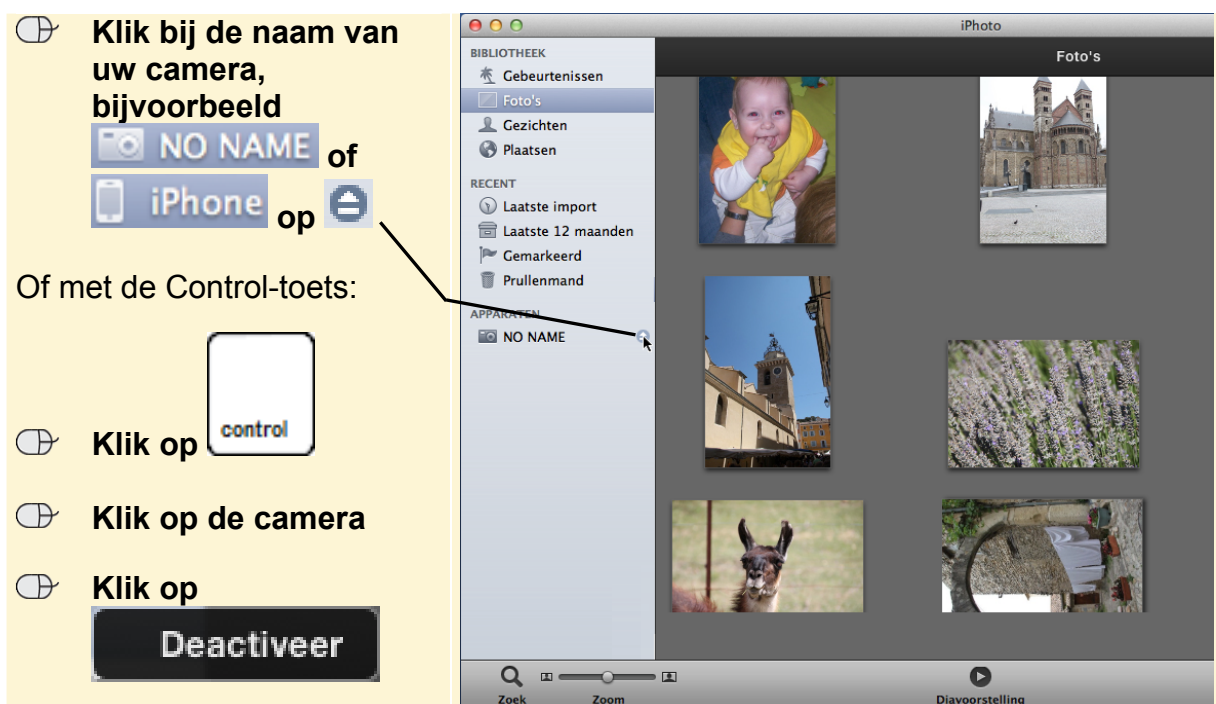 Klik bij de naam van
uw camera,
bijvoorbeeld
NO NAME of
iPhone op
Of met de Control-toets:
control
Klik op
Klik op de camera
Klik op
Deactiveer
iPhoto
BIBLIOTHEEK
Gebeurtenissen
Foto's
Gezichten
Plaatsen
RECENT
Laatste import
Laatste 12 maanden
Gemarkeerd
Prullenmand
APPARATEN
NO NAME
Foto's
Zoek
Zoom
Diavoorstelling